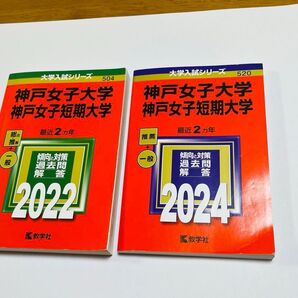 大学入試シリーズ
504
神戸女子大学
神戸女子短期大学
最近2カ年
一般
傾向と対策
過去問
解答
2022
教学社
大学入試シリーズ
520
神戸女子大学
神戸女子短期大学
最近2カ年
推薦
一般
傾向と対策
過去問
解答
2024
教学社